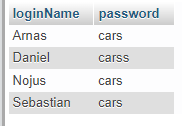 loginName password
Arnas cars
Daniel carss
Nojus cars
Sebastian cars